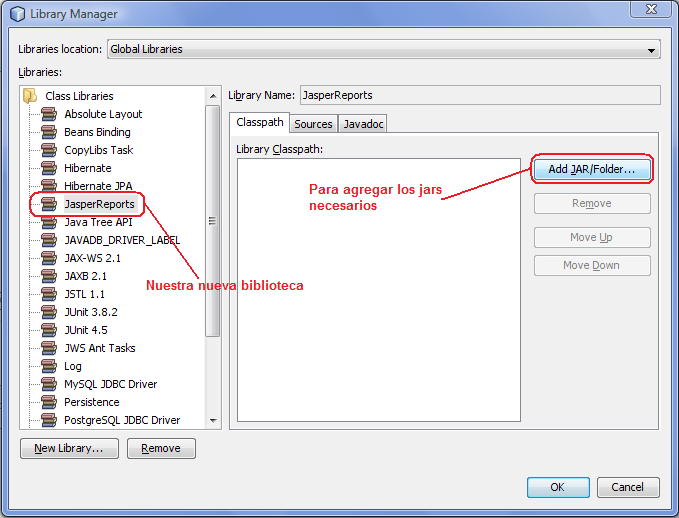 Library Manager
Libraries location: Global Libraries
Libraries:
Class Libraries
Absolute Layout
Beans Binding
CopyLibs Task
Hibernate
Hibernate JPA
JasperReports
Java Tree API
JAVADB_DRIVER_LABEL
JAX-WS 2.1
JAXB 2.1
JSTL 1.1
JUnit 3.8.2
JUnit 4.5
JWS Ant Tasks
Log
MySQL JDBC Driver
Persistence
PostgreSQL JDBC Driver
New Library... Remove
Library Name: JasperReports
Classpath Sources Javadoc
Library Classpath:
Add JAR/Folder...
Remove
Move Up
Move Down
Para agregar los jars
necesarios
Nuestra nueva biblioteca
OK Cancel